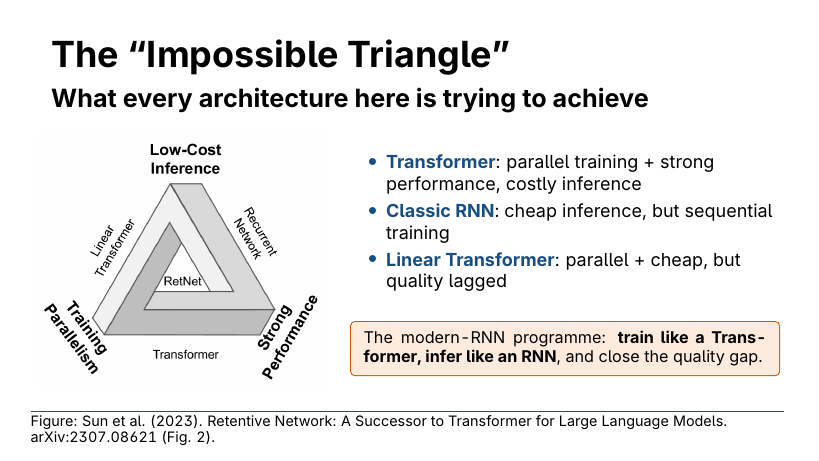 The “Impossible Triangle”
What every architecture here is trying to achieve
Low-Cost
Inference
Linear
Transformer
Recurrent
Network
RetNet
Training
Parallelism
Strong
Performance
Transformer
• Transformer: parallel training + strong
performance, costly inference
• Classic RNN: cheap inference, but sequential
training
• Linear Transformer: parallel + cheap, but
quality lagged
The modern-RNN programme: train like a Trans-
former, infer like an RNN, and close the quality gap.
Figure: Sun et al. (2023). Retentive Network: A Successor to Transformer for Large Language Models.
arXiv:2307.08621 (Fig. 2).